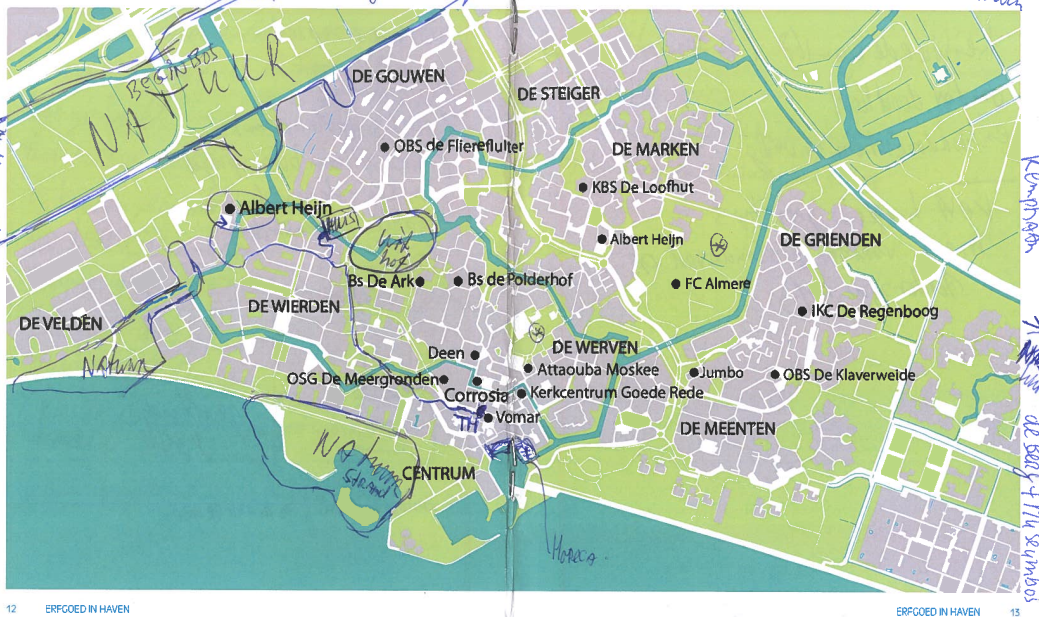 BEGINBOS
NATUUR
DE GOUWEN
DE STEIGER
OBS de Fliereﬂuiter
DE MARKEN
KBS De Loofhut
Albert Heijn
HUIS
Albert Heijn
DE GRIENDEN
Bs De Ark
Bs de Polderhof
FC Almere
DE WIERDEN
IKC De Regenboog
DE VELDEN
Natuur
Deen
DE WERVEN
OSG De Meergronden
Attaouba Moskee
Jumbo
OBS De Klaverweide
Corrosia
Kerkcentrum Goede Rede
TH
Vomar
DE MEENTEN
NAtuur
STRAND
CENTRUM
Horeca
Kemphaan
12 ERFGOED IN HAVEN
ERFGOED IN HAVEN 13